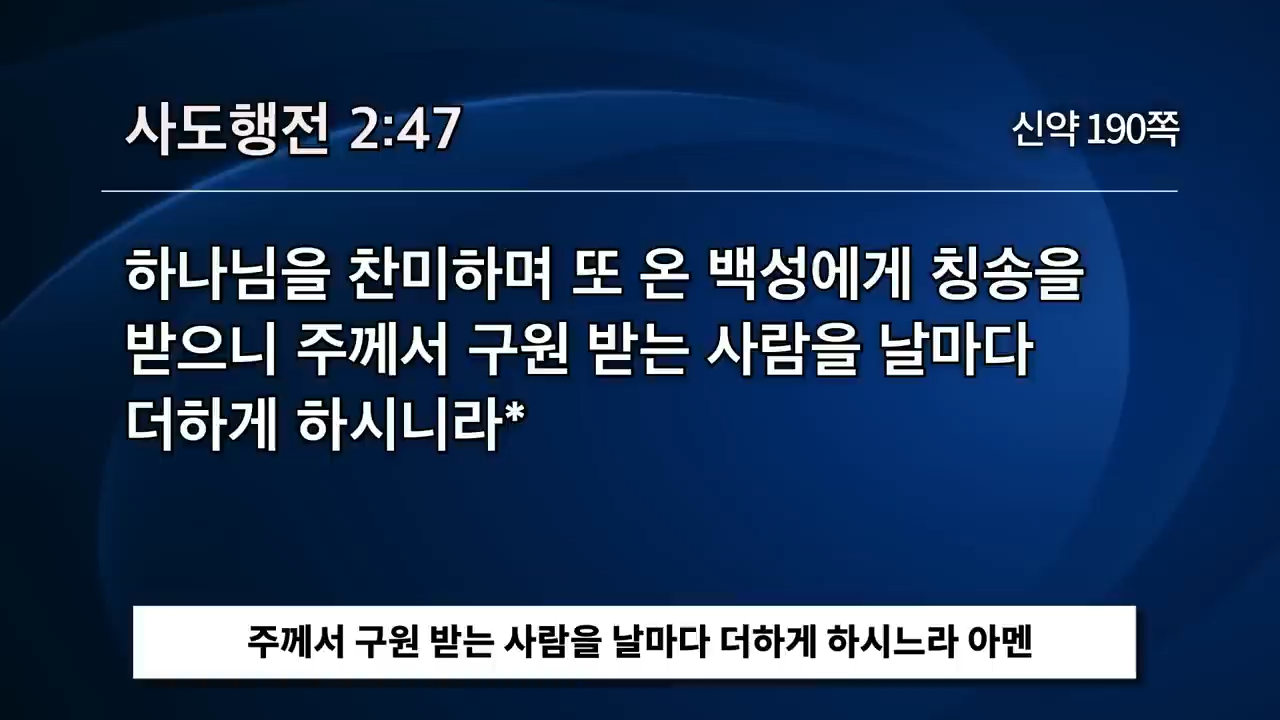 사도행전 2:47
신약 190쪽
하나님을 찬미하며 또 온 백성에게 칭송을
받으니 주께서 구원 받는 사람을 날마다
더하게 하시니라*
주께서 구원 받는 사람을 날마다 더하게 하시느라 아멘